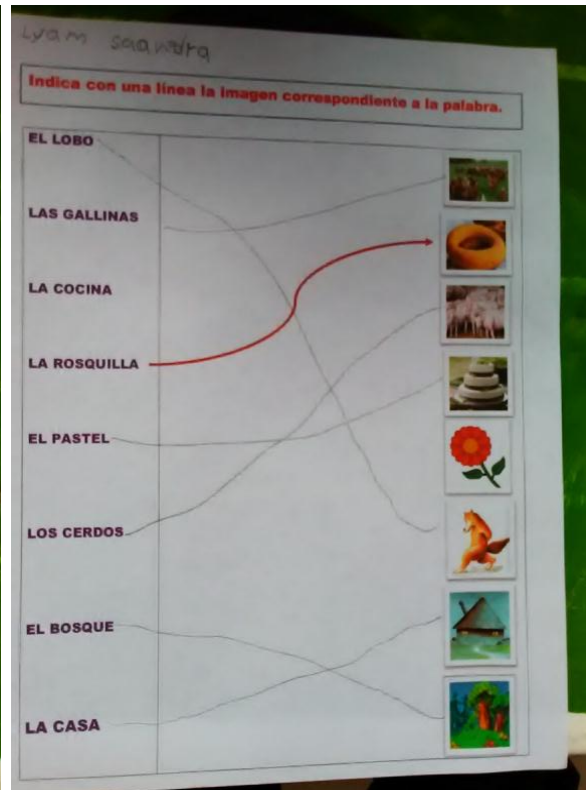 Lyam Saavdra
Indica con una línea la imagen correspondiente a la palabra.
EL LOBO
LAS GALLINAS
LA COCINA
LA ROSQUILLA
EL PASTEL
LOS CERDOS
EL BOSQUE
LA CASA